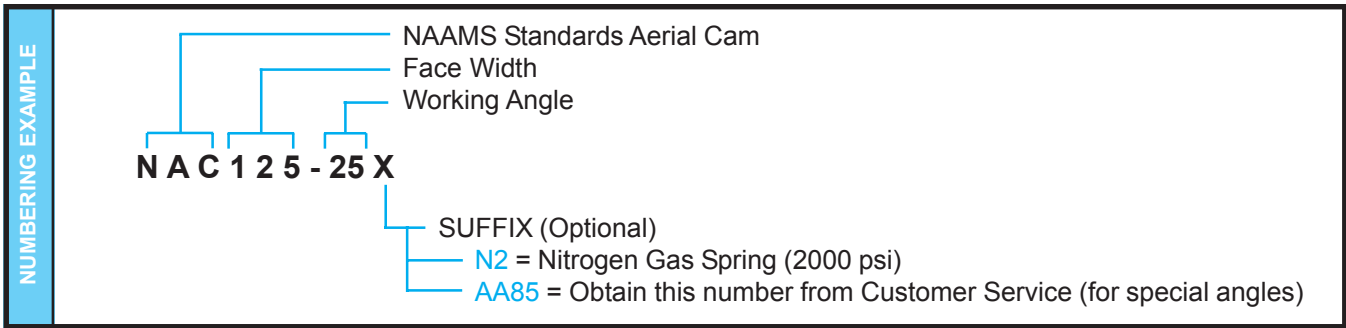 NUMBERING EXAMPLE
NAAMS Standards Aerial Cam
Face Width
Working Angle
N A C 1 2 5 - 25 X
SUFFIX (Optional)
N2 = Nitrogen Gas Spring (2000 psi)
AA85 = Obtain this number from Customer Service (for special angles)